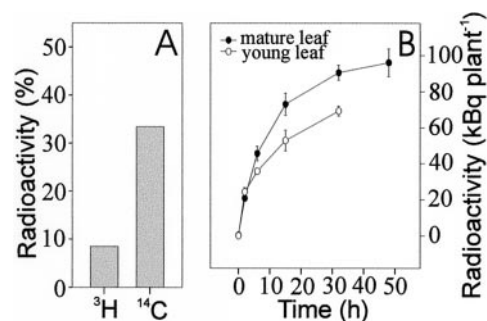 A
Radioactivity (%)
50
40
30
20
10
0
³H
¹⁴C
B
mature leaf
young leaf
100
80
60
40
20
0
Radioactivity (kBq plant⁻¹)
0
10
20
30
40
50
Time (h)